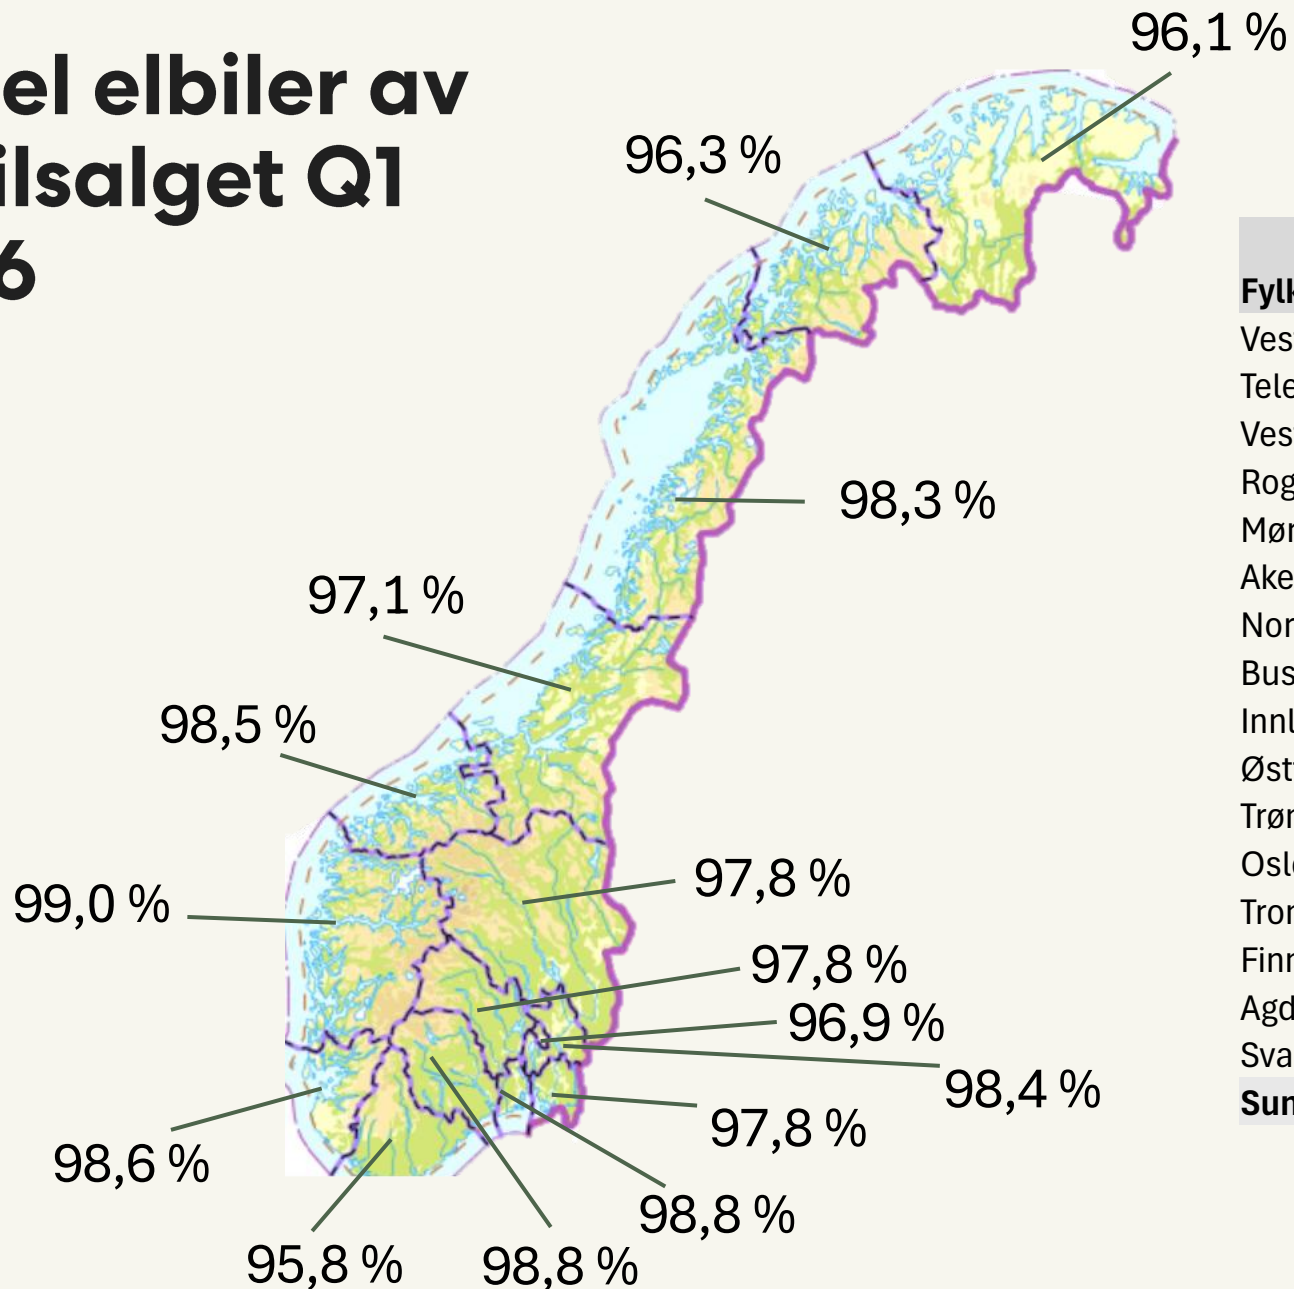 el elbiler av
ilsalget Q1
6
96,1 %
96,3 %
98,3 %
97,1 %
98,5 %
99,0 %
97,8 %
97,8 %
96,9 %
98,4 %
97,8 %
98,6 %
98,8 %
95,8 %
98,8 %
Fylk
Vest
Tele
Vest
Rog
Mør
Ake
Nor
Bus
Innl
Østf
Trøn
Oslo
Tron
Finn
Agd
Sva
Sum